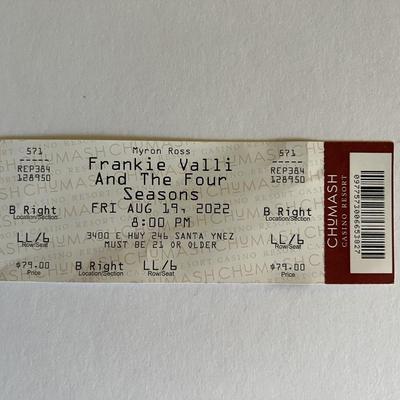 571
REP384
128950
B Right
Location/Section
LL/6
Row/Seat
$79.00
Price
Myron Ross
Frankie Valli
And The Four
Seasons
FRI AUG 19, 2022
8:00 PM
3400 E HWY 246 SANTA YNEZ
MUST BE 21 OR OLDER
B Right
Location/Section
LL/6
Row/Seat
571
REP384
128950
B Right
Location/Section
LL/6
Row/Seat
$79.00
Price
CHUMASH
CASINO RESORT